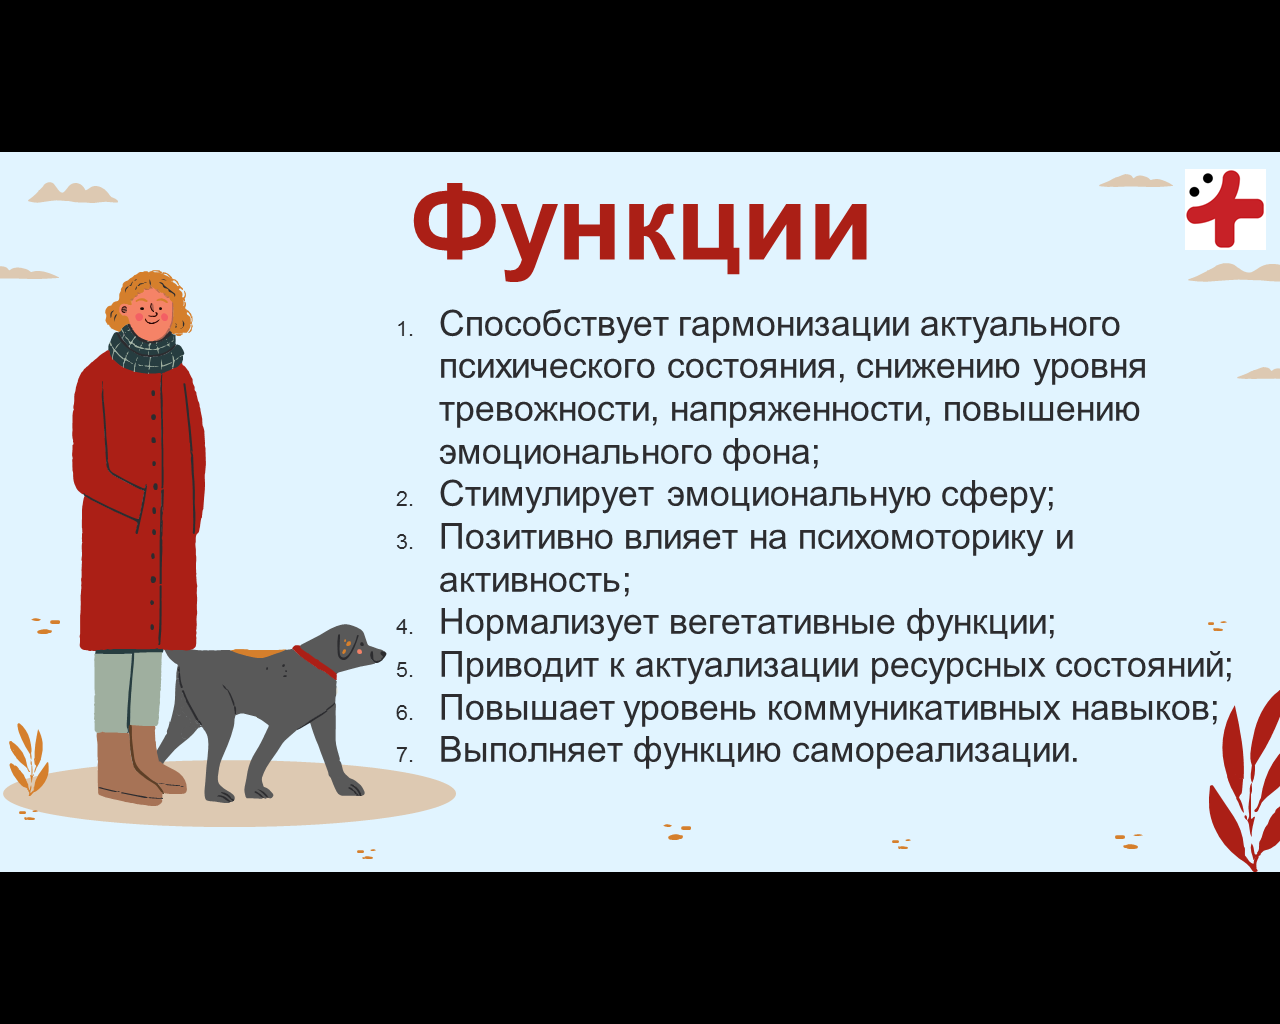 Функции
1. Способствует гармонизации актуального
психического состояния, снижению уровня
тревожности, напряженности, повышению
эмоционального фона;
2. Стимулирует эмоциональную сферу;
3. Позитивно влияет на психомоторику и
активность;
4. Нормализует вегетативные функции;
5. Приводит к актуализации ресурсных состояний;
6. Повышает уровень коммуникативных навыков;
7. Выполняет функцию самореализации.